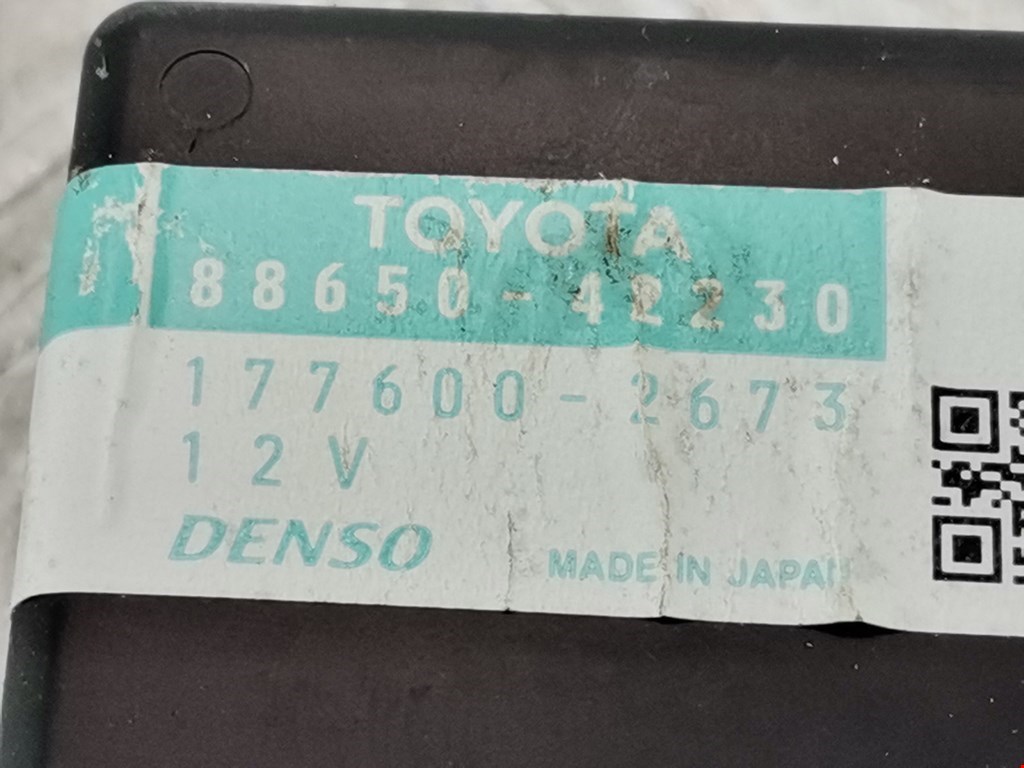 TOYOTA
88650-42230
177600-2673
12V
DENSO
MADE IN JAPAN